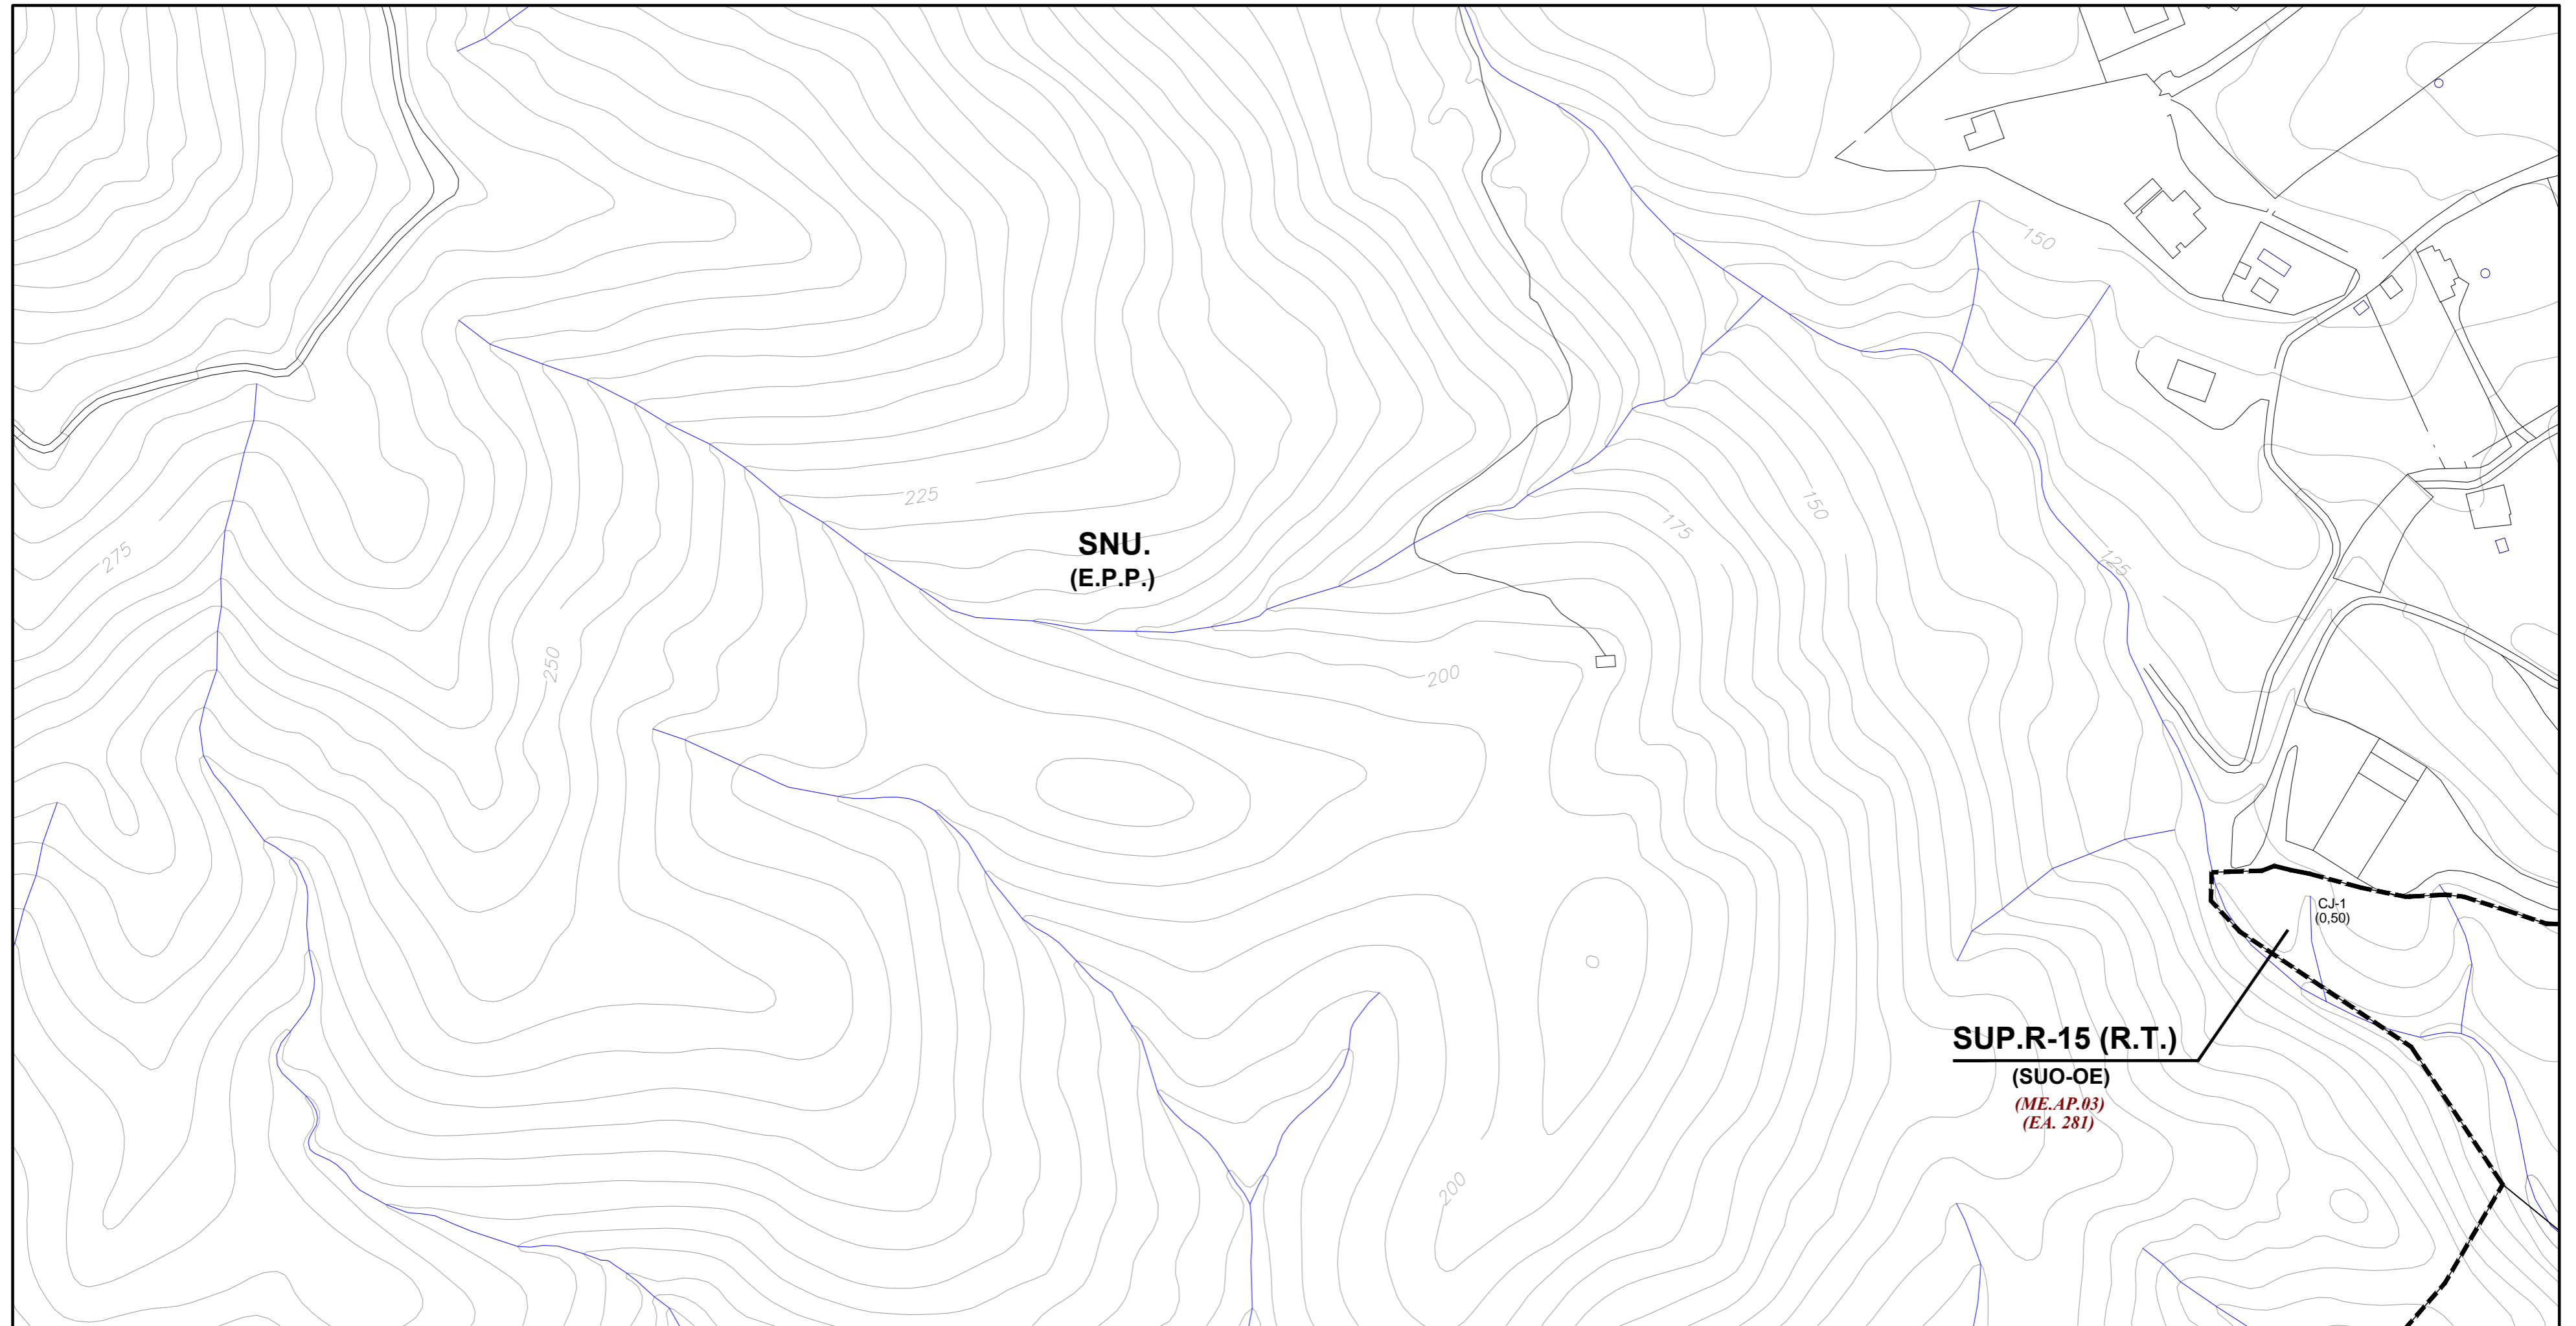 150
225
150
175
SNU.
(E.P.P.)
275
125
250
200
CJ-1
(0,50)
SUP.R-15 (R.T.)
(SUO-OE)
(ME.AP.03)
(EA. 281)
200